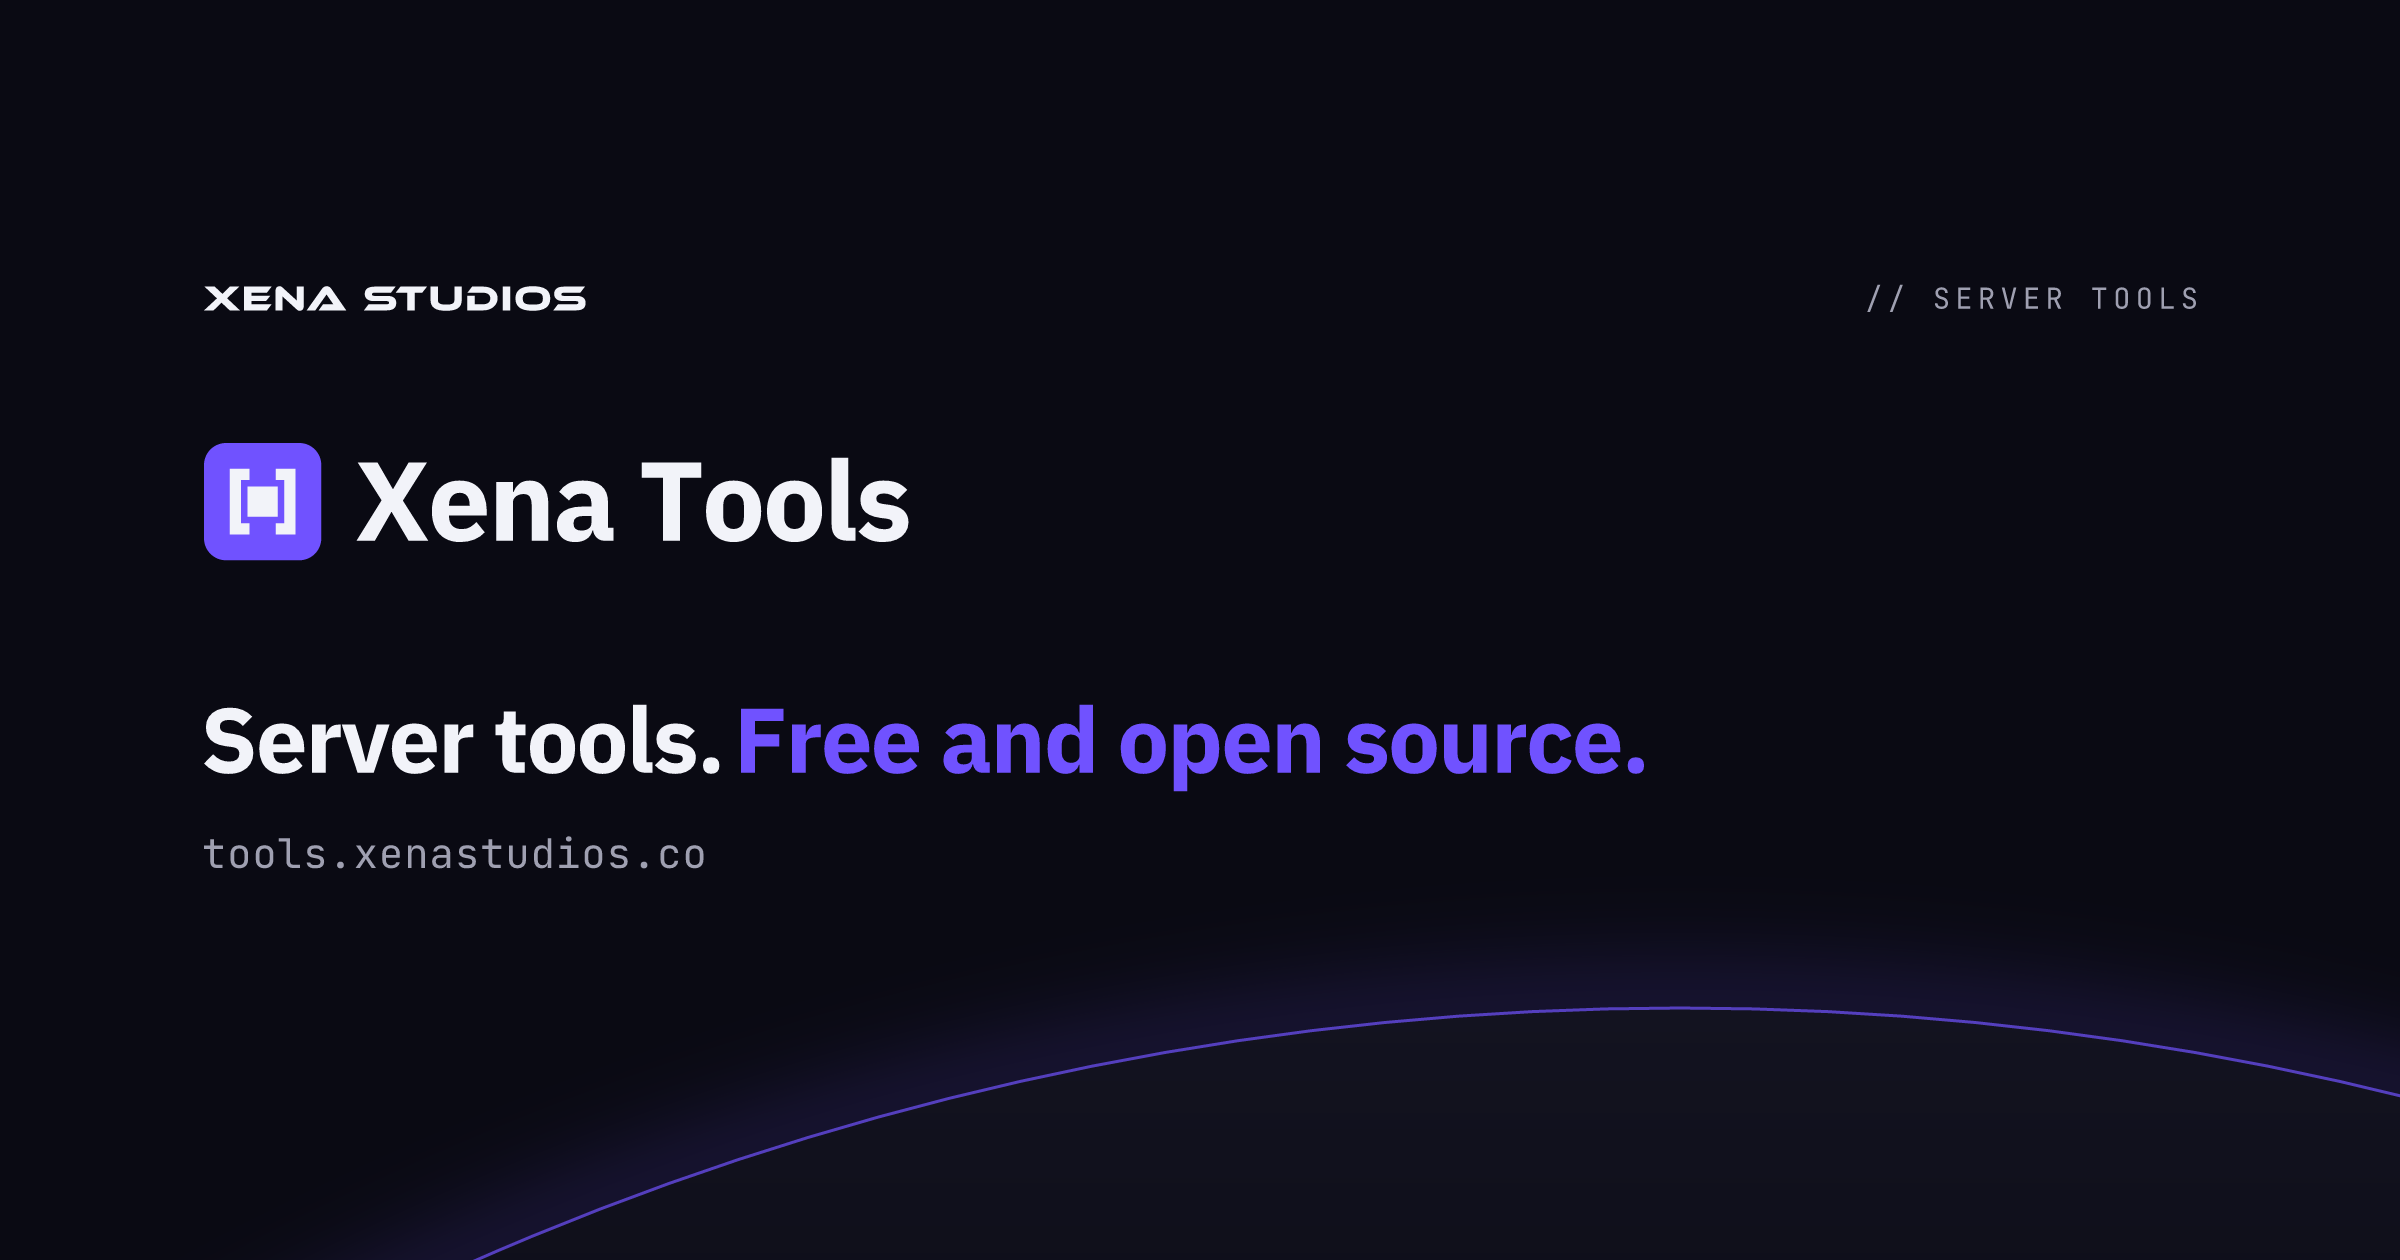 XENA STUDIOS
// SERVER TOOLS
Xena Tools
Server tools. Free and open source.
tools.xenastudios.co